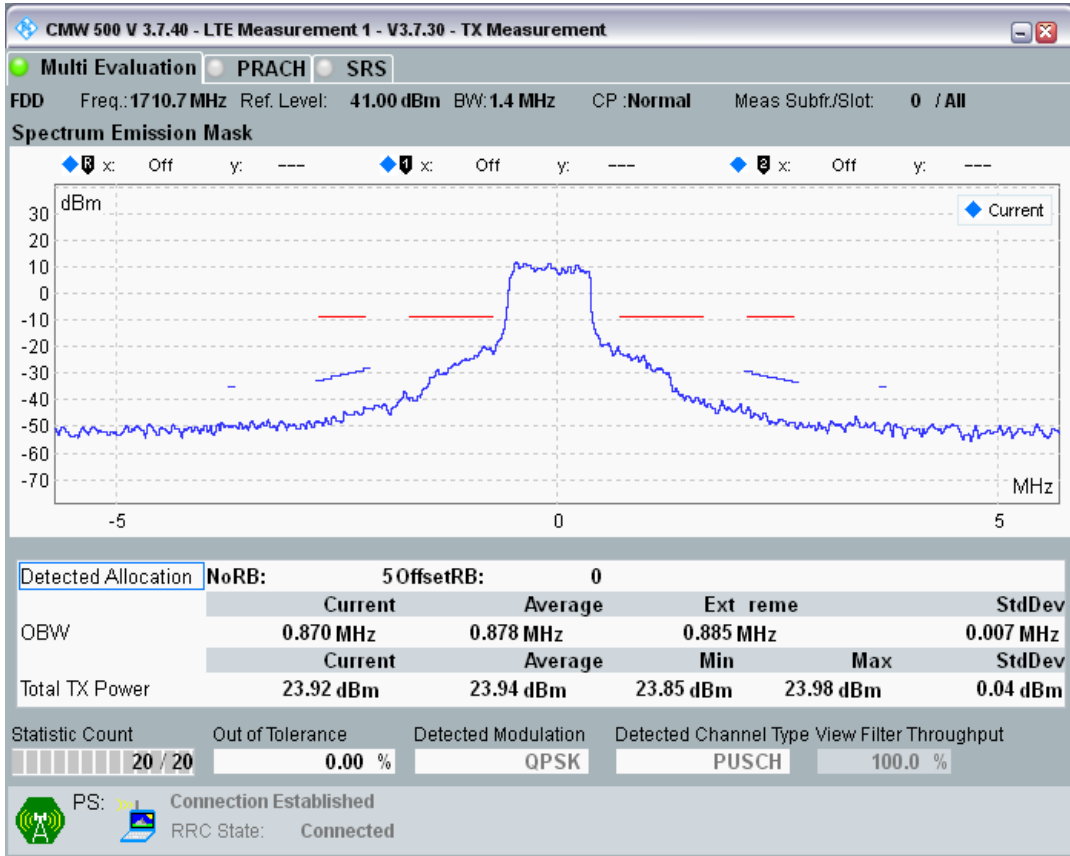 CMW 500 V 3.7.40 - LTE Measurement 1 - V3.7.30 - TX Measurement
Multi Evaluation PRACH SRS
FDD Freq.: 1710.7 MHz Ref. Level: 41.00 dBm BW: 1.4 MHz CP :Normal Meas Subfr./Slot: 0 / All
Spectrum Emission Mask
R x: Off y: --- 1 x: Off y: --- 2 x: Off y: ---
dBm
Current
30
20
10
0
-10
-20
-30
-40
-50
-60
-70
MHz
-5 0 5
Detected Allocation NoRB: 5 OffsetRB: 0
Current Average Ext reme StdDev
OBW 0.870 MHz 0.878 MHz 0.885 MHz 0.007 MHz
Current Average Min Max StdDev
Total TX Power 23.92 dBm 23.94 dBm 23.85 dBm 23.98 dBm 0.04 dBm
Statistic Count Out of Tolerance Detected Modulation Detected Channel Type View Filter Throughput
20 / 20 0.00 % QPSK PUSCH 100.0 %
PS: Connection Established
RRC State: Connected